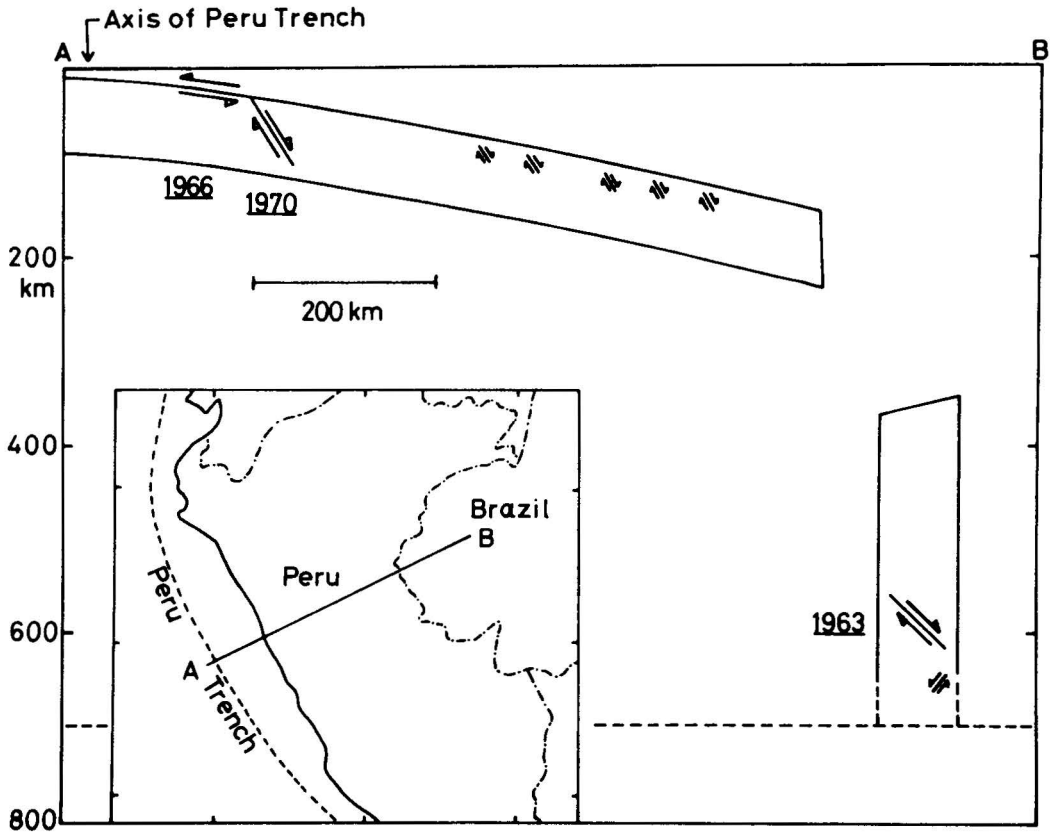 Axis of Peru Trench
A
B
1966
1970
200
km
200 km
400
Brazil
B
Peru
Peru
A
Trench
1963
600
800